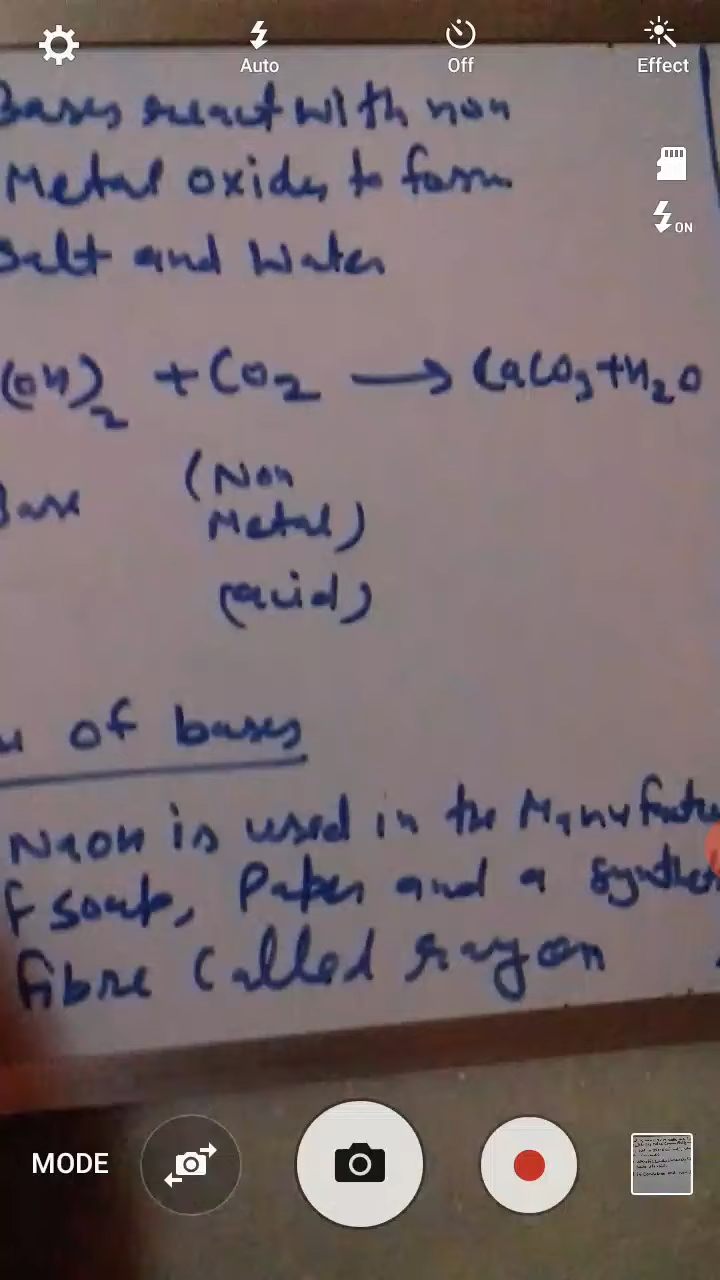 Auto
Off
Effect
Bases react with non
Metal oxides to form
Salt and Water
ON
(OH)2 + CO2 → CaCO3 + H2O
Base
(Non
Metal)
(acid)
of bases
NaOH is used in the Manufacture
f soap, Paper and a Synthe
fibre Called rayon
MODE